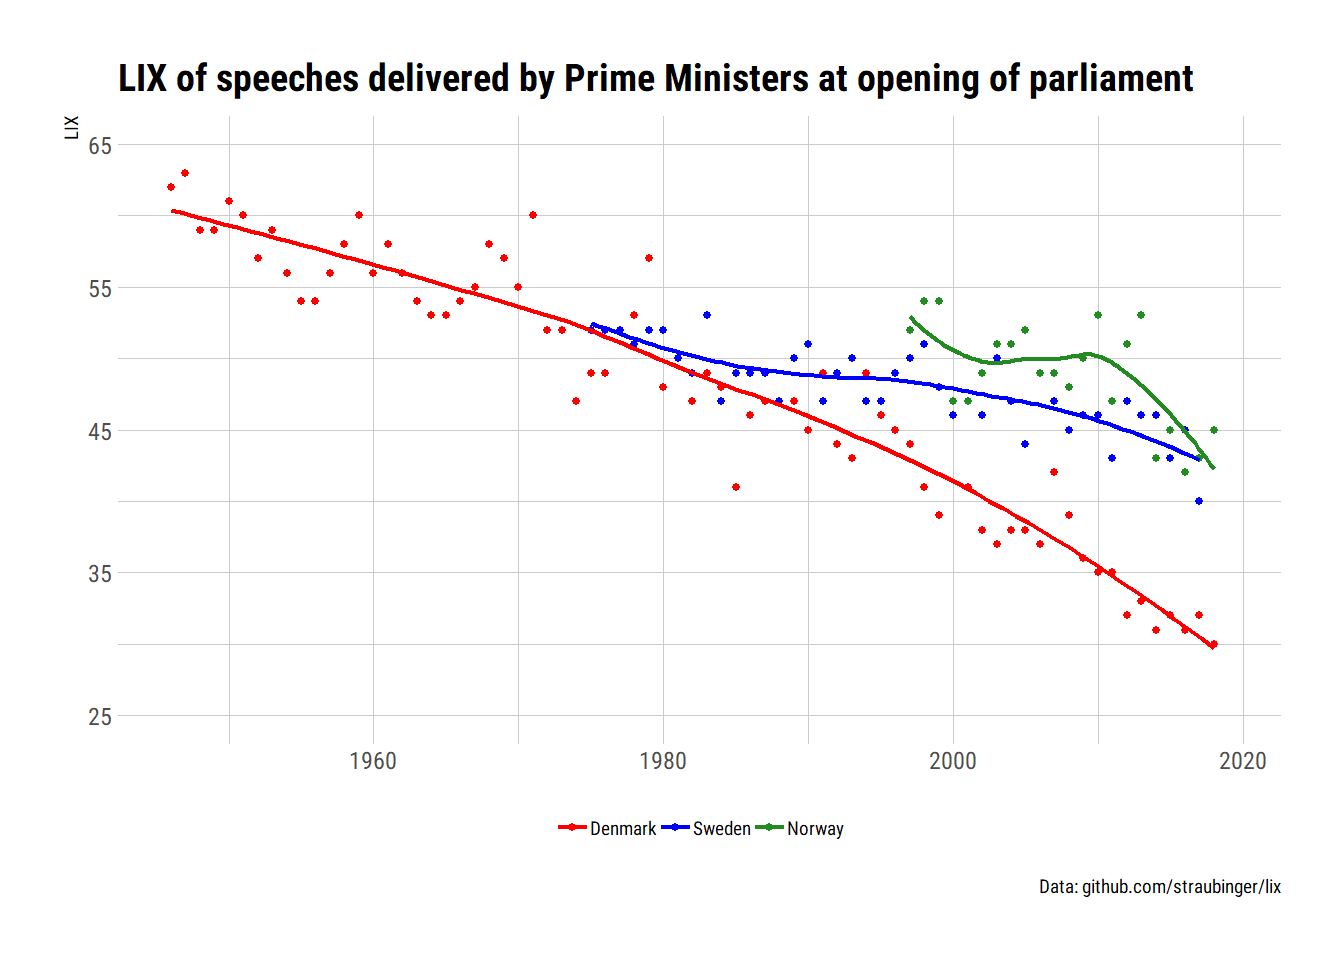 LIX of speeches delivered by Prime Ministers at opening of parliament
LIX
65
55
45
35
25
1960 1980 2000 2020
Denmark Sweden Norway
Data: github.com/straubinger/lix